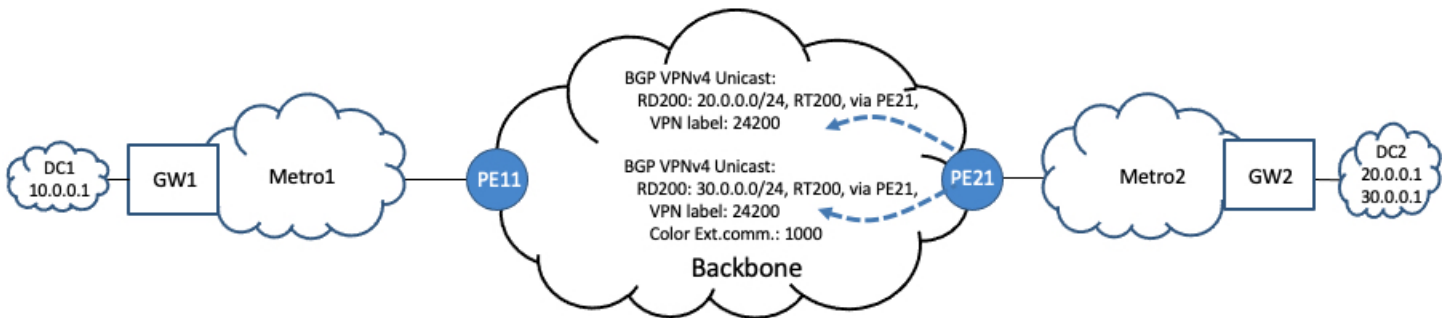 DC1
10.0.0.1
GW1
Metro1
PE11
BGP VPNv4 Unicast:
RD200: 20.0.0.0/24, RT200, via PE21,
VPN label: 24200
BGP VPNv4 Unicast:
RD200: 30.0.0.0/24, RT200, via PE21,
VPN label: 24200
Color Ext.comm.: 1000
Backbone
PE21
Metro2
GW2
DC2
20.0.0.1
30.0.0.1